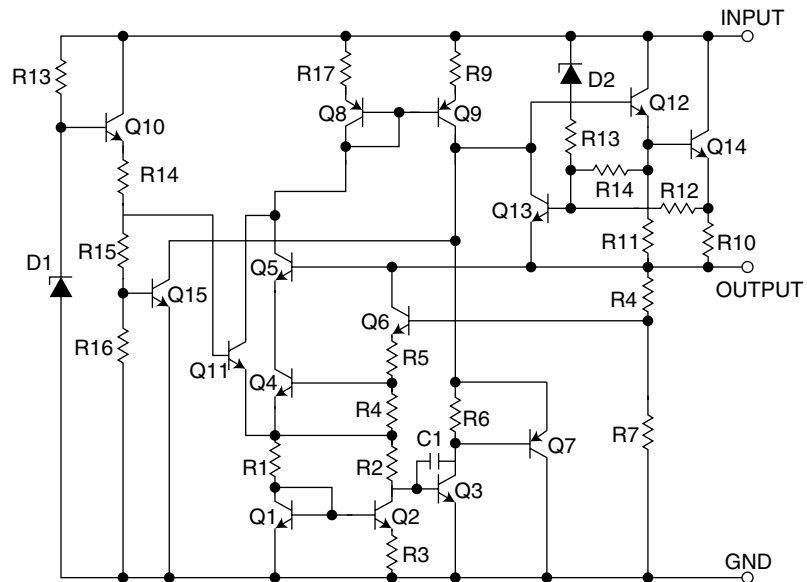 INPUT
R13
R17
R9
D2
Q10
Q8
Q9
Q12
R13
Q14
R14
R14
R12
Q13
R15
Q5
R11
R10
D1
Q15
OUTPUT
Q6
R4
R16
R5
Q11
Q4
R4
R6
C1
Q7
R7
R1
R2
Q3
Q1
Q2
R3
GND